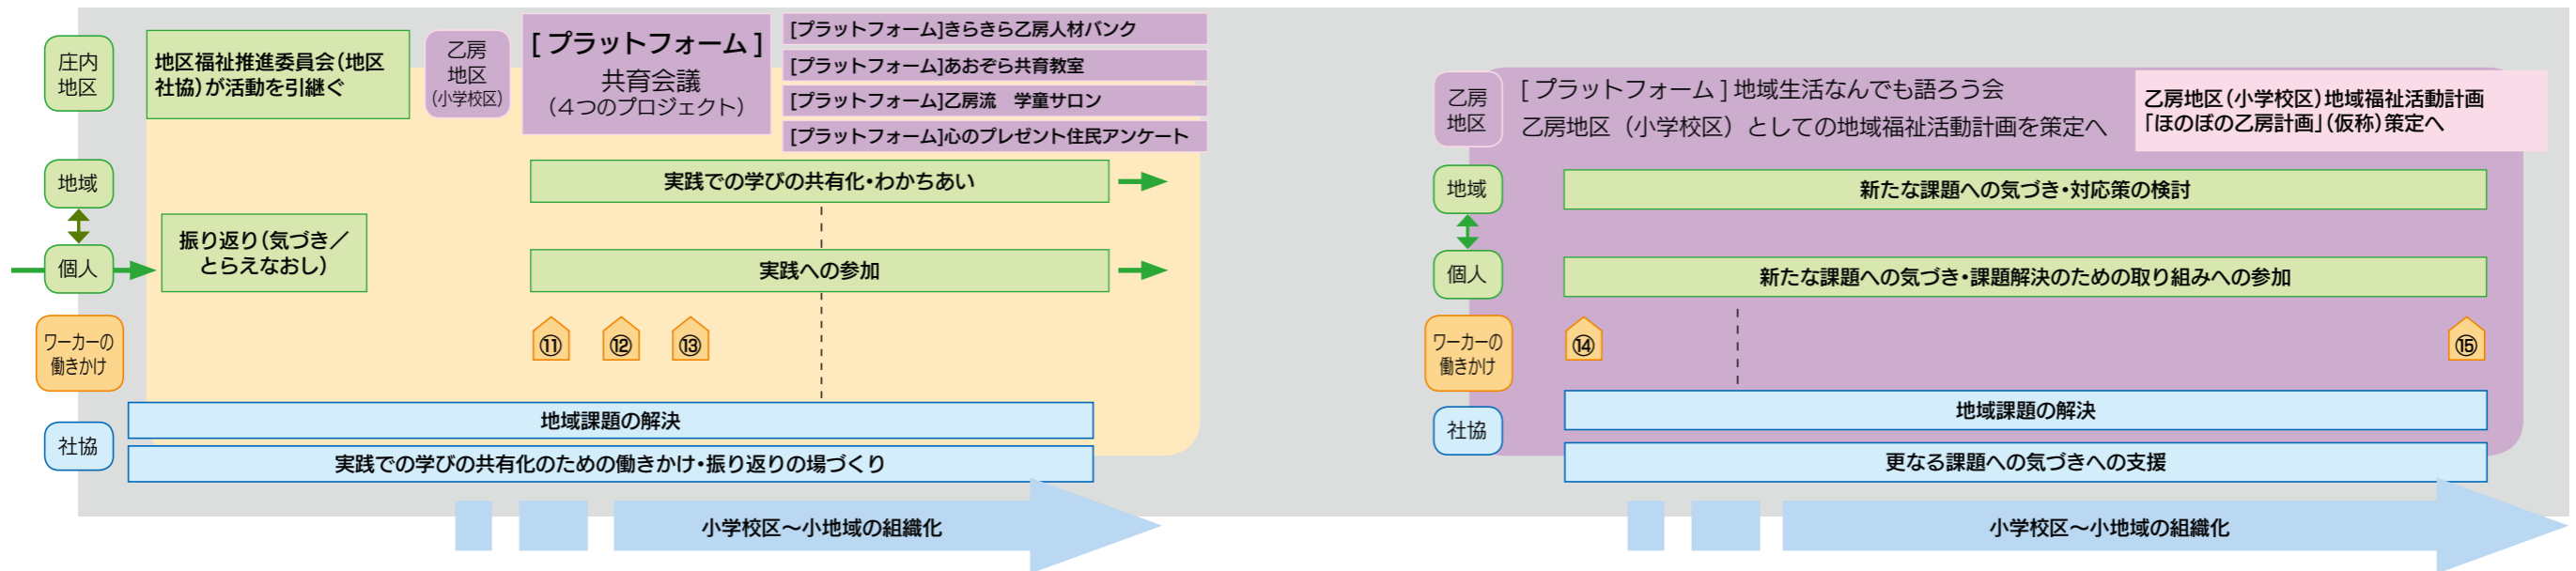 庄内
地区
地区福祉推進委員会(地区
社協)が活動を引継ぐ
乙房
地区
(小学校区)
[ プラットフォーム ]
共育会議
(4つのプロジェクト)
[プラットフォーム]きらきら乙房人材バンク
[プラットフォーム]あおぞら共育教室
[プラットフォーム]乙房流　学童サロン
[プラットフォーム]心のプレゼント住民アンケート
地域
実践での学びの共有化・わかちあい
個人
振り返り(気づき／
とらえなおし)
実践への参加
ワーカーの
働きかけ
⑪
⑫
⑬
社協
地域課題の解決
実践での学びの共有化のための働きかけ・振り返りの場づくり
小学校区〜小地域の組織化
乙房
地区
[ プラットフォーム ] 地域生活なんでも語ろう会
乙房地区（小学校区）としての地域福祉活動計画を策定へ
乙房地区(小学校区)地域福祉活動計画
「ほのぼの乙房計画」(仮称)策定へ
地域
新たな課題への気づき・対応策の検討
個人
新たな課題への気づき・課題解決のための取り組みへの参加
ワーカーの
働きかけ
⑭
⑮
社協
地域課題の解決
更なる課題への気づきへの支援
小学校区〜小地域の組織化